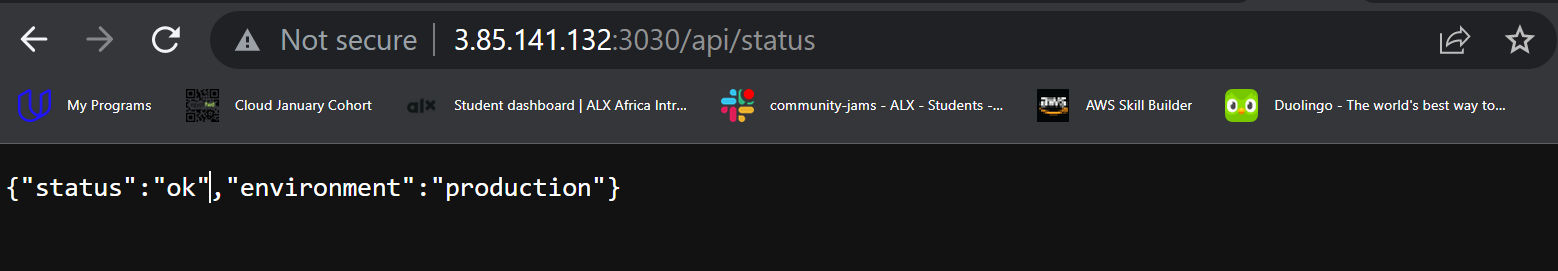 Not secure 3.85.141.132:3030/api/status
My Programs Cloud January Cohort alx Student dashboard | ALX Africa Intr... community-jams - ALX - Students -... aws AWS Skill Builder Duolingo - The world's best way to...
{"status":"ok","environment":"production"}